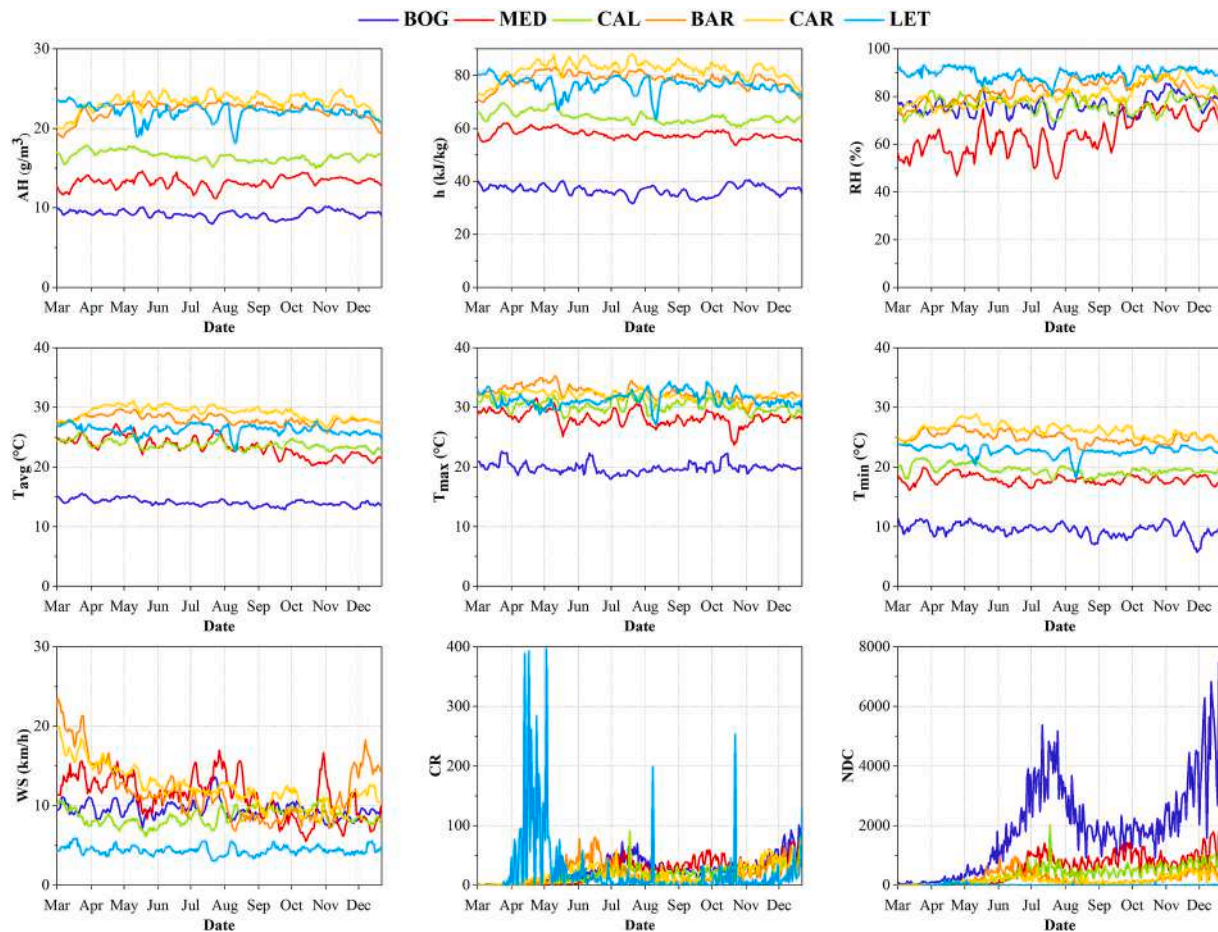 BOG MED CAL BAR CAR LET
30
20
10
0
AH (g/m³)
Mar Apr May Jun Jul Aug Sep Oct Nov Dec
Date
80
60
40
20
0
h (kJ/kg)
Mar Apr May Jun Jul Aug Sep Oct Nov Dec
Date
100
80
60
40
20
0
RH (%)
Mar Apr May Jun Jul Aug Sep Oct Nov Dec
Date
40
30
20
10
0
Tavg (°C)
Mar Apr May Jun Jul Aug Sep Oct Nov Dec
Date
40
30
20
10
0
Tmax (°C)
Mar Apr May Jun Jul Aug Sep Oct Nov Dec
Date
40
30
20
10
0
Tmin (°C)
Mar Apr May Jun Jul Aug Sep Oct Nov Dec
Date
30
20
10
0
WS (km/h)
Mar Apr May Jun Jul Aug Sep Oct Nov Dec
Date
400
300
200
100
0
CR
Mar Apr May Jun Jul Aug Sep Oct Nov Dec
Date
8000
6000
4000
2000
0
NDC
Mar Apr May Jun Jul Aug Sep Oct Nov Dec
Date